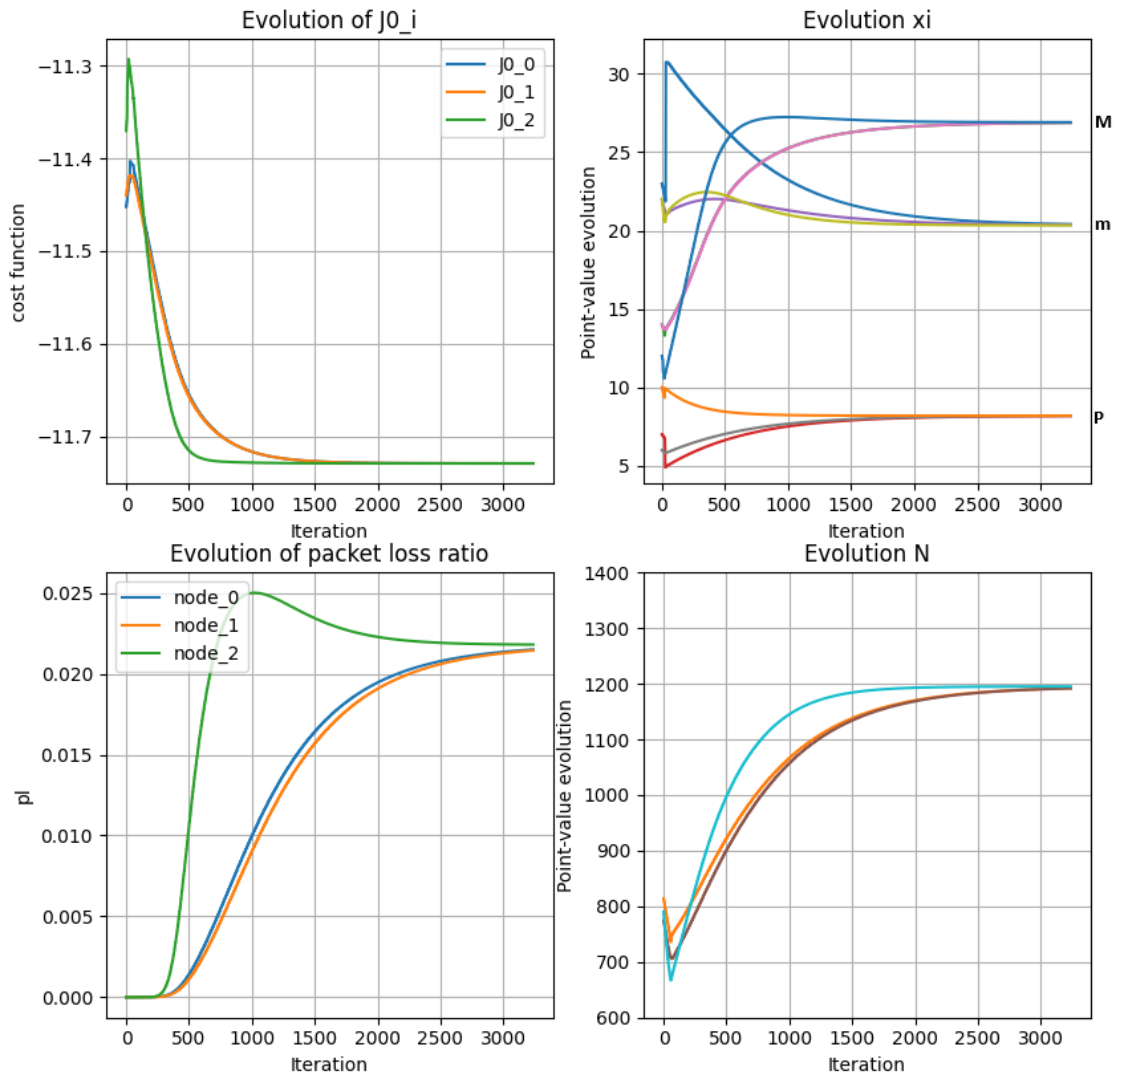 Evolution of J0_i
cost function
−11.3
−11.4
−11.5
−11.6
−11.7
J0_0
J0_1
J0_2
0 500 1000 1500 2000 2500 3000
Iteration
Evolution xi
Point-value evolution
30
25
20
15
10
5
M
m
p
0 500 1000 1500 2000 2500 3000
Iteration
Evolution of packet loss ratio
pl
0.025
0.020
0.015
0.010
0.005
0.000
node_0
node_1
node_2
0 500 1000 1500 2000 2500 3000
Iteration
Evolution N
Point-value evolution
1400
1300
1200
1100
1000
900
800
700
600
0 500 1000 1500 2000 2500 3000
Iteration